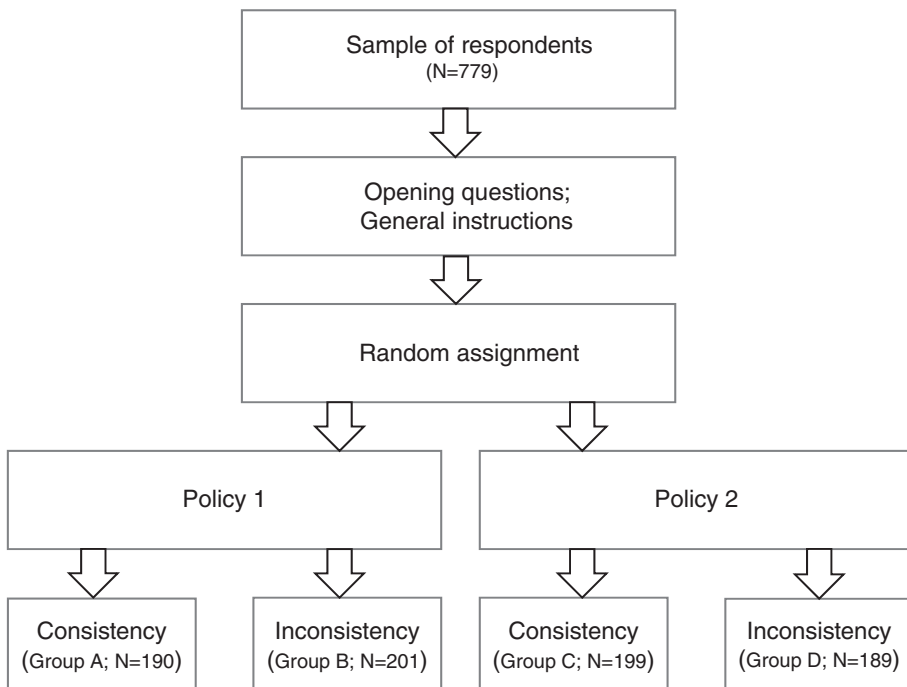 Sample of respondents
(N=779)
Opening questions;
General instructions
Random assignment
Policy 1
Policy 2
Consistency
(Group A; N=190)
Inconsistency
(Group B; N=201)
Consistency
(Group C; N=199)
Inconsistency
(Group D; N=189)